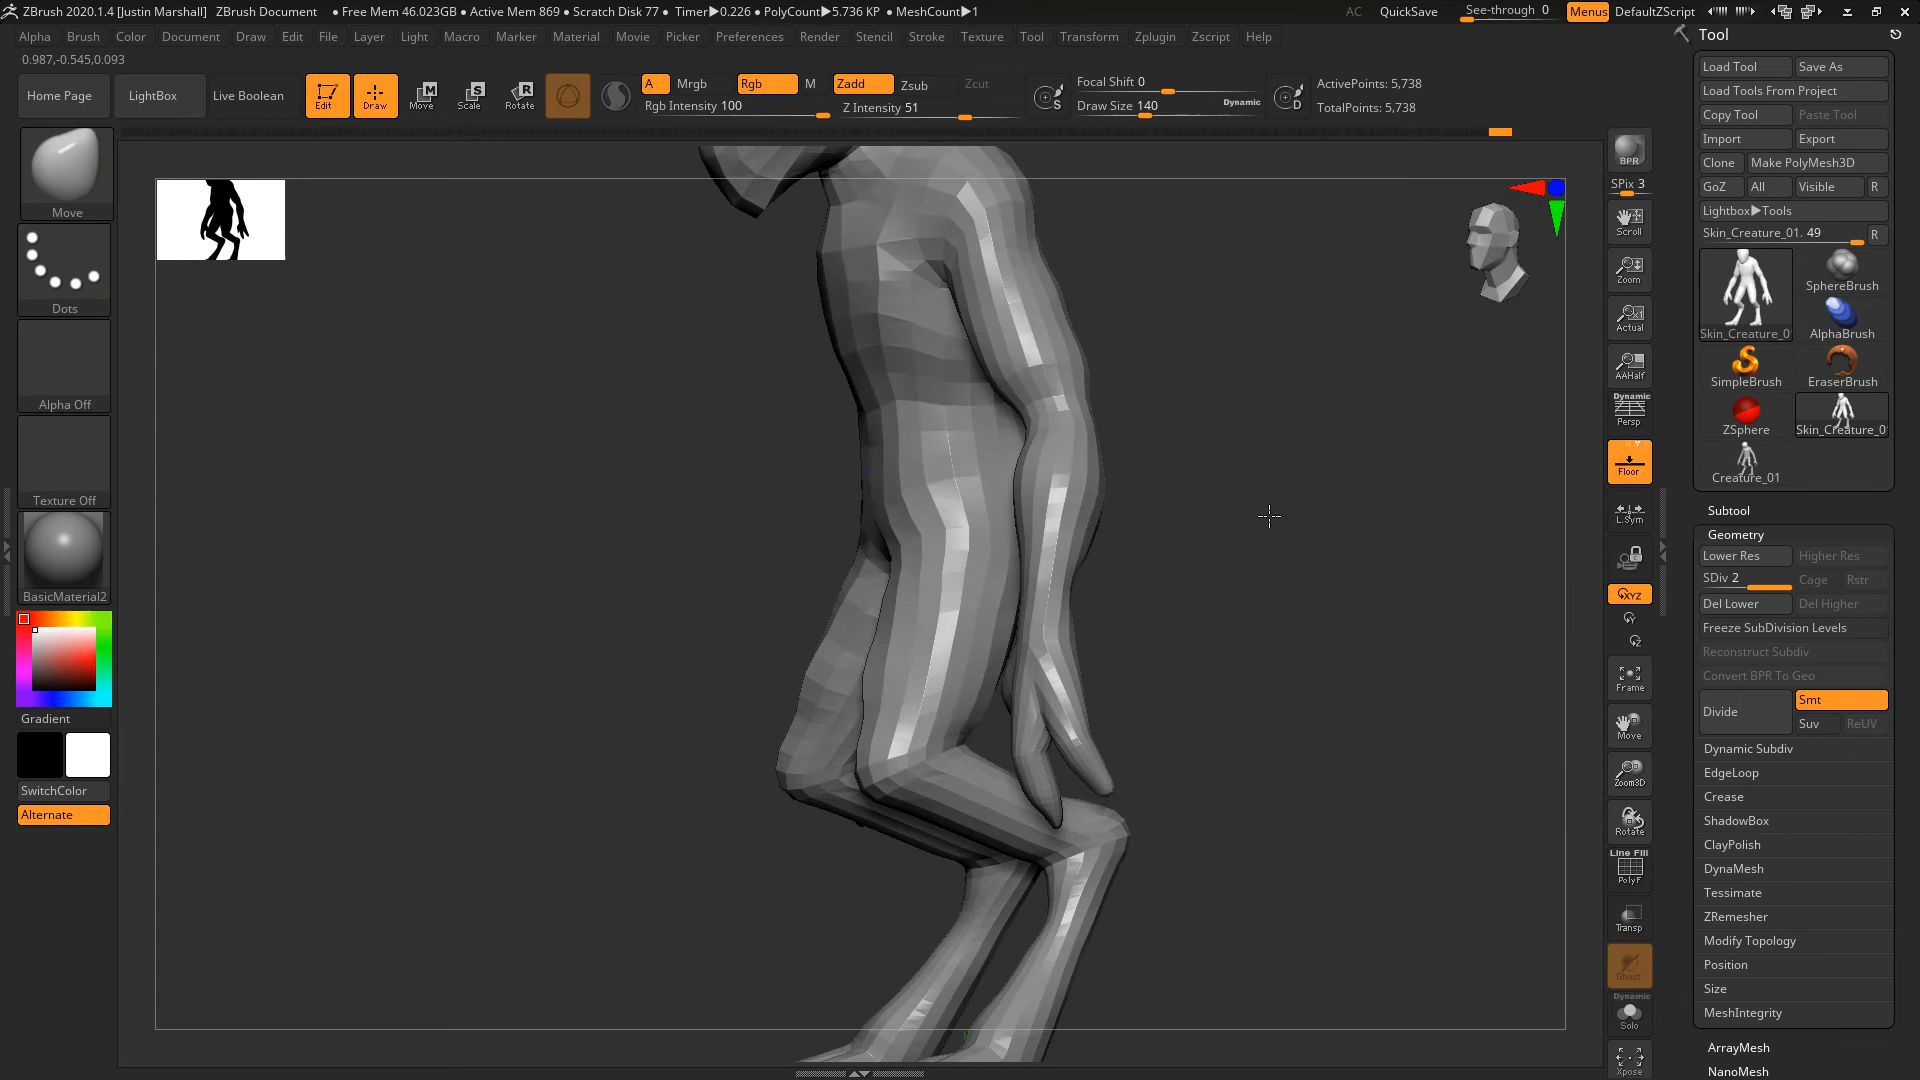 ZBrush 2020.1.4 [Justin Marshall] ZBrush Document • Free Mem 46.023GB • Active Mem 869 • Scratch Disk 77 • Timer▶0.226 • PolyCount▶5.736 KP • MeshCount▶1 AC QuickSave See-through 0 Menus DefaultZScript
Alpha Brush Color Document Draw Edit File Layer Light Macro Marker Material Movie Picker Preferences Render Stencil Stroke Texture Tool Transform Zplugin Zscript Help
0.987,-0.545,0.093
Home Page LightBox Live Boolean Edit Draw Move Scale Rotate
A Mrgb Rgb M Zadd Zsub Zcut
Rgb Intensity 100 Z Intensity 51
Focal Shift 0
Draw Size 140 Dynamic
S D
ActivePoints: 5,738
TotalPoints: 5,738
Move
Dots
Alpha Off
Texture Off
BasicMaterial2
Gradient
SwitchColor
Alternate
BPR
SPix 3
Scroll
Zoom
Actual
AAHalf
Dynamic
Persp
Floor
L.Sym
XYZ
Y
Z
Frame
Move
Zoom3D
Rotate
Line Fill
PolyF
Transp
Ghost
Dynamic
Solo
Xpose
Tool
Load Tool Save As
Load Tools From Project
Copy Tool Paste Tool
Import Export
Clone Make PolyMesh3D
GoZ All Visible R
Lightbox▶Tools
Skin_Creature_01. 49 R
Skin_Creature_0 SphereBrush
AlphaBrush
SimpleBrush EraserBrush
ZSphere Skin_Creature_0
Creature_01
Subtool
Geometry
Lower Res Higher Res
SDiv 2 Cage Rstr
Del Lower Del Higher
Freeze SubDivision Levels
Reconstruct Subdiv
Convert BPR To Geo
Divide Smt
Suv ReUV
Dynamic Subdiv
EdgeLoop
Crease
ShadowBox
ClayPolish
DynaMesh
Tessimate
ZRemesher
Modify Topology
Position
Size
MeshIntegrity
ArrayMesh
NanoMesh